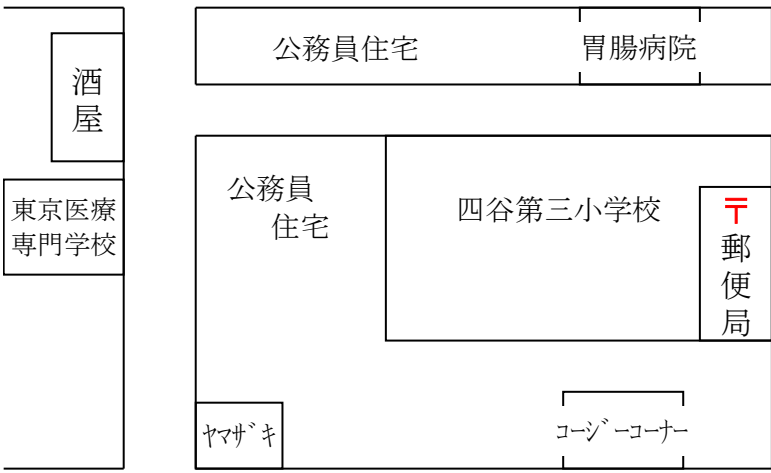 公務員住宅
胃腸病院
酒屋
東京医療
専門学校
公務員
住宅
四谷第三小学校
〒郵便局
ﾔﾏｻﾞｷ
ｺｰｼﾞｰｺｰﾅｰ